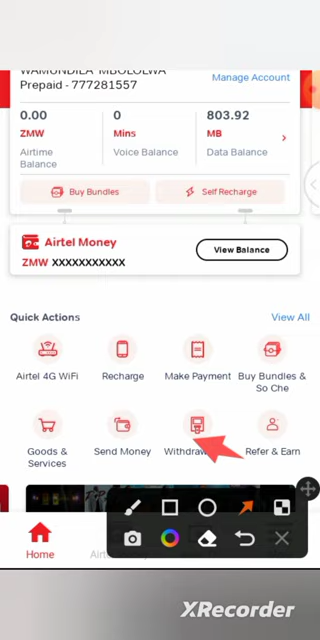 WAMUNDILA MBOLOLWA
Prepaid - 777281557
Manage Account
0.00
0
803.92
ZMW
Mins
MB
Airtime
Balance
Voice Balance
Data Balance
Buy Bundles
Self Recharge
Airtel Money
ZMW XXXXXXXXXXX
View Balance
Quick Actions
View All
Airtel 4G WiFi
Recharge
Make Payment
Buy Bundles &
So Che
Goods &
Services
Send Money
Withdraw
Refer & Earn
Home
XRecorder